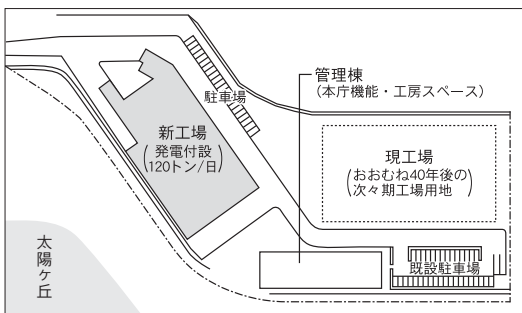 管理棟
(本庁機能・工房スペース)
駐車場
新工場
(発電付設
120トン/日)
現工場
(おおむね40年後の
次々期工場用地)
太陽ヶ丘
既設駐車場